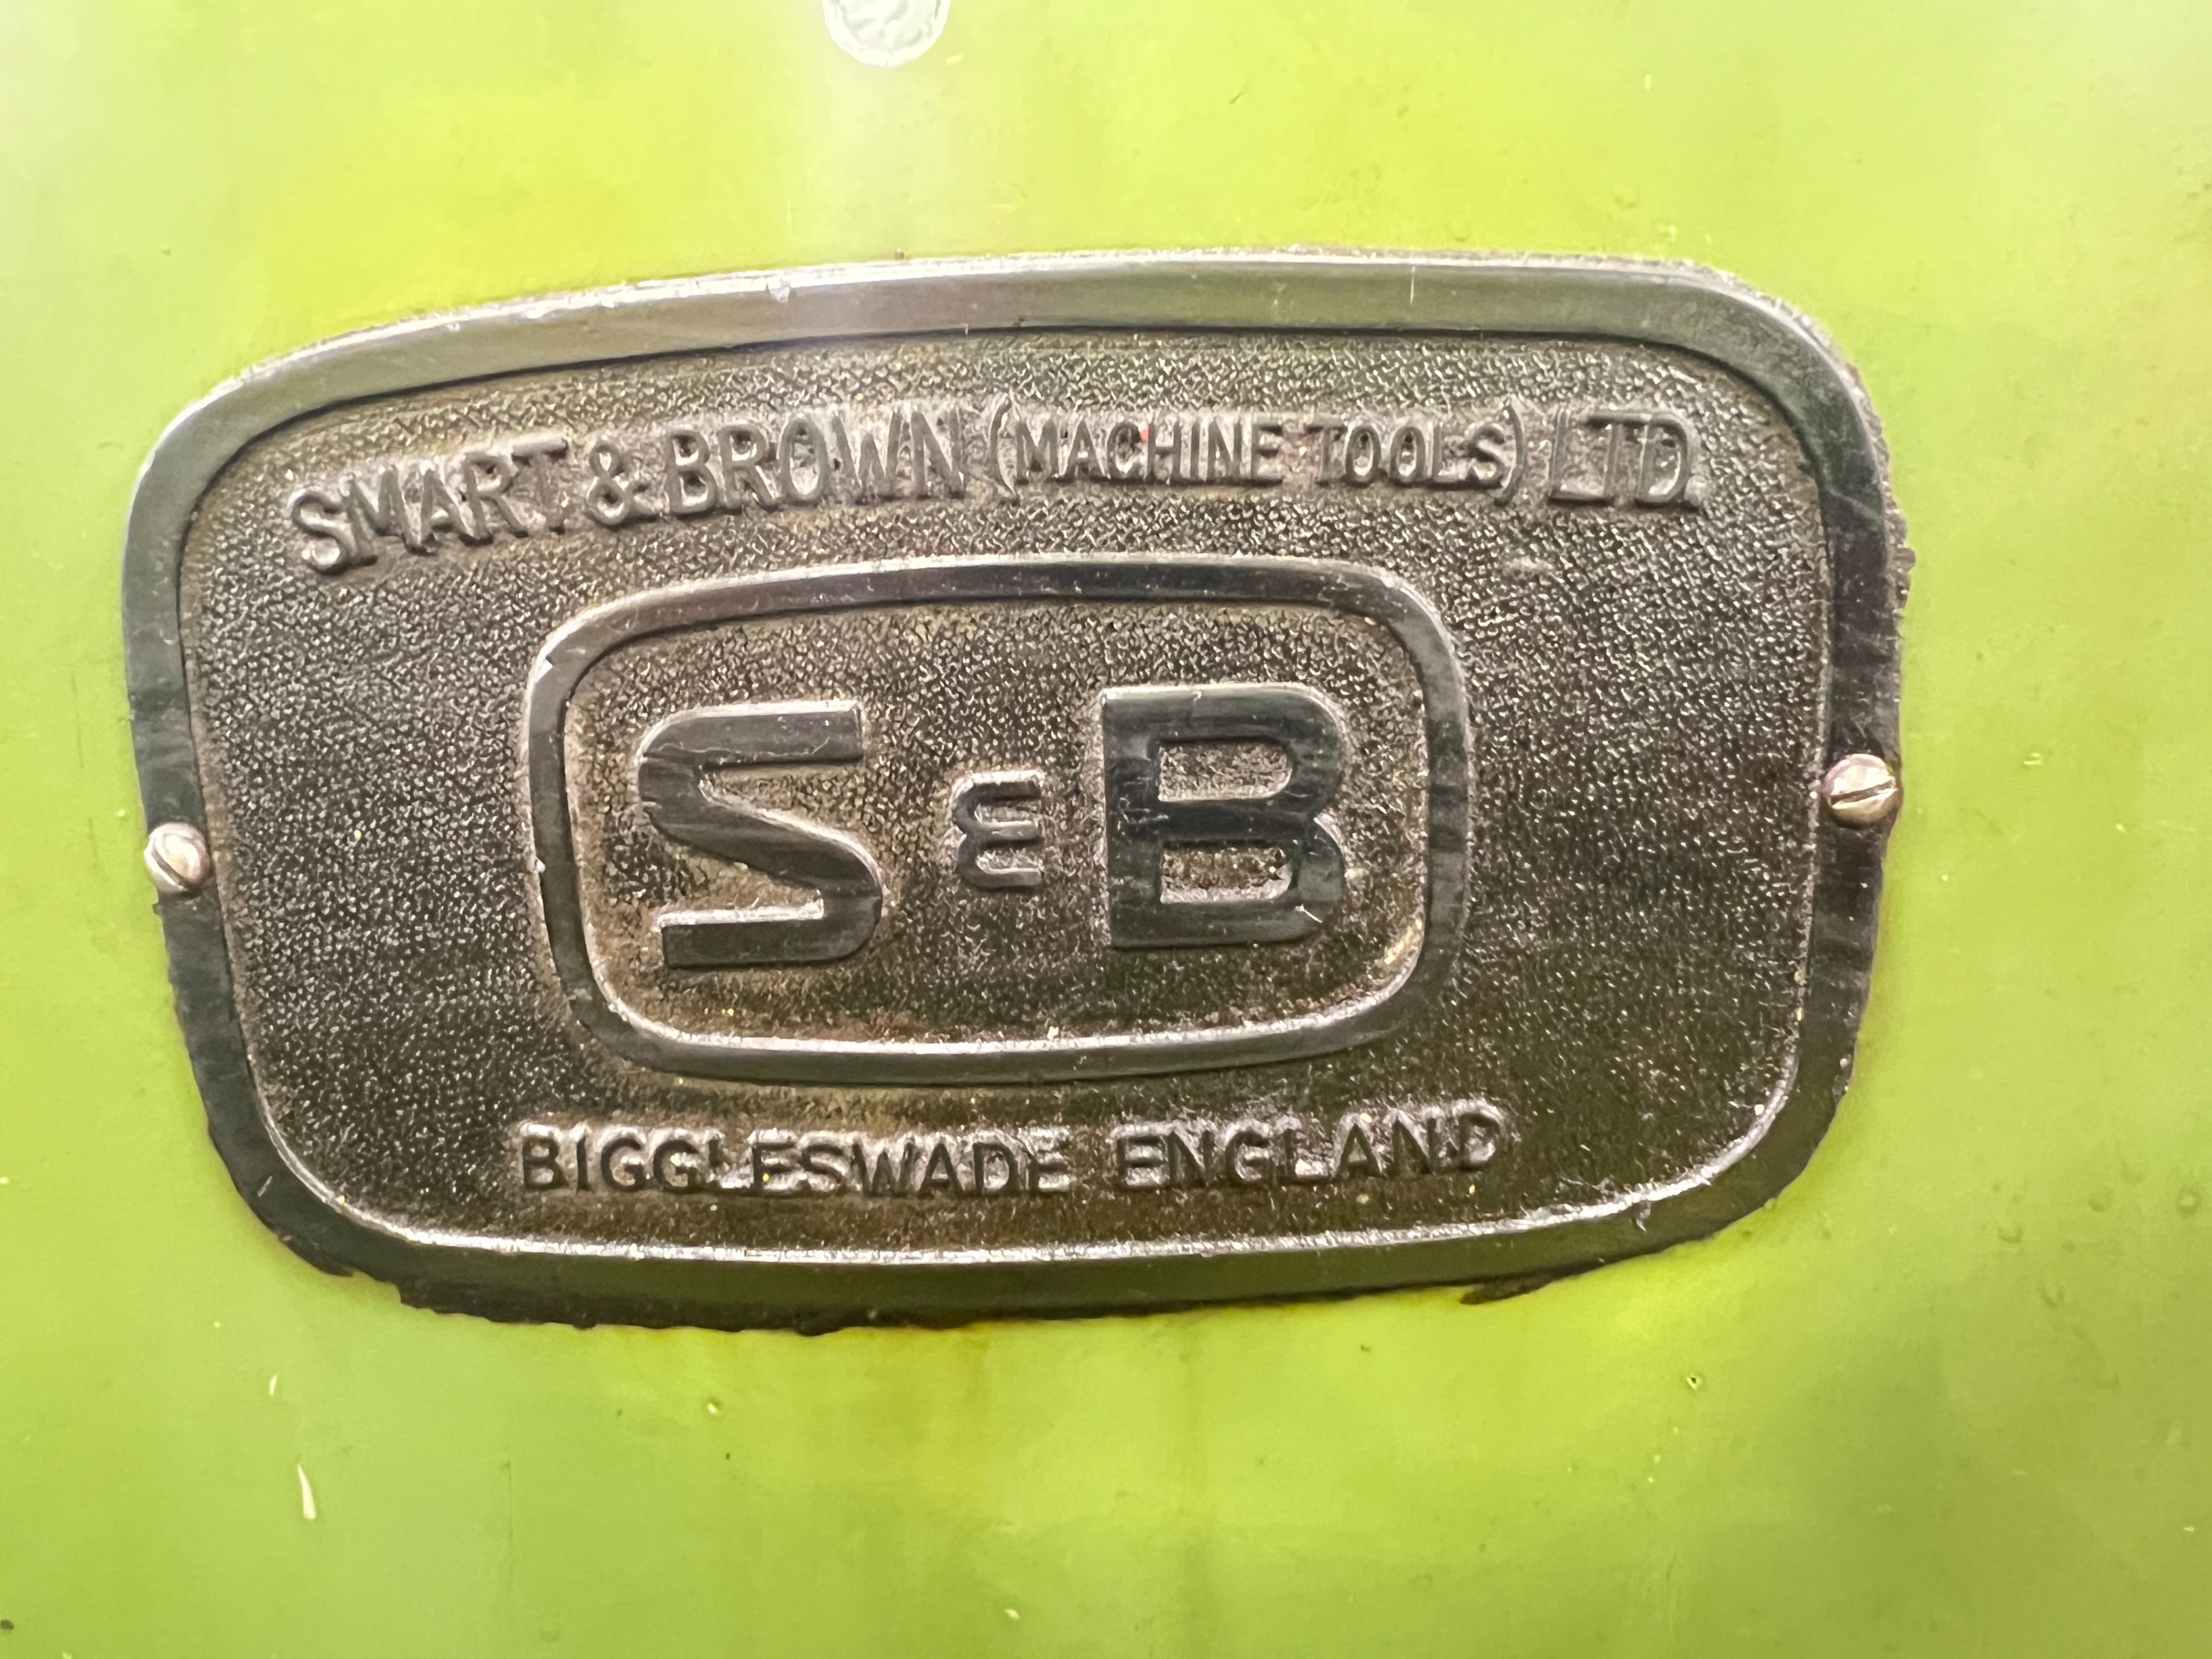 SMART & BROWN (MACHINE TOOLS) LTD.
S & B
BIGGLESWADE ENGLAND